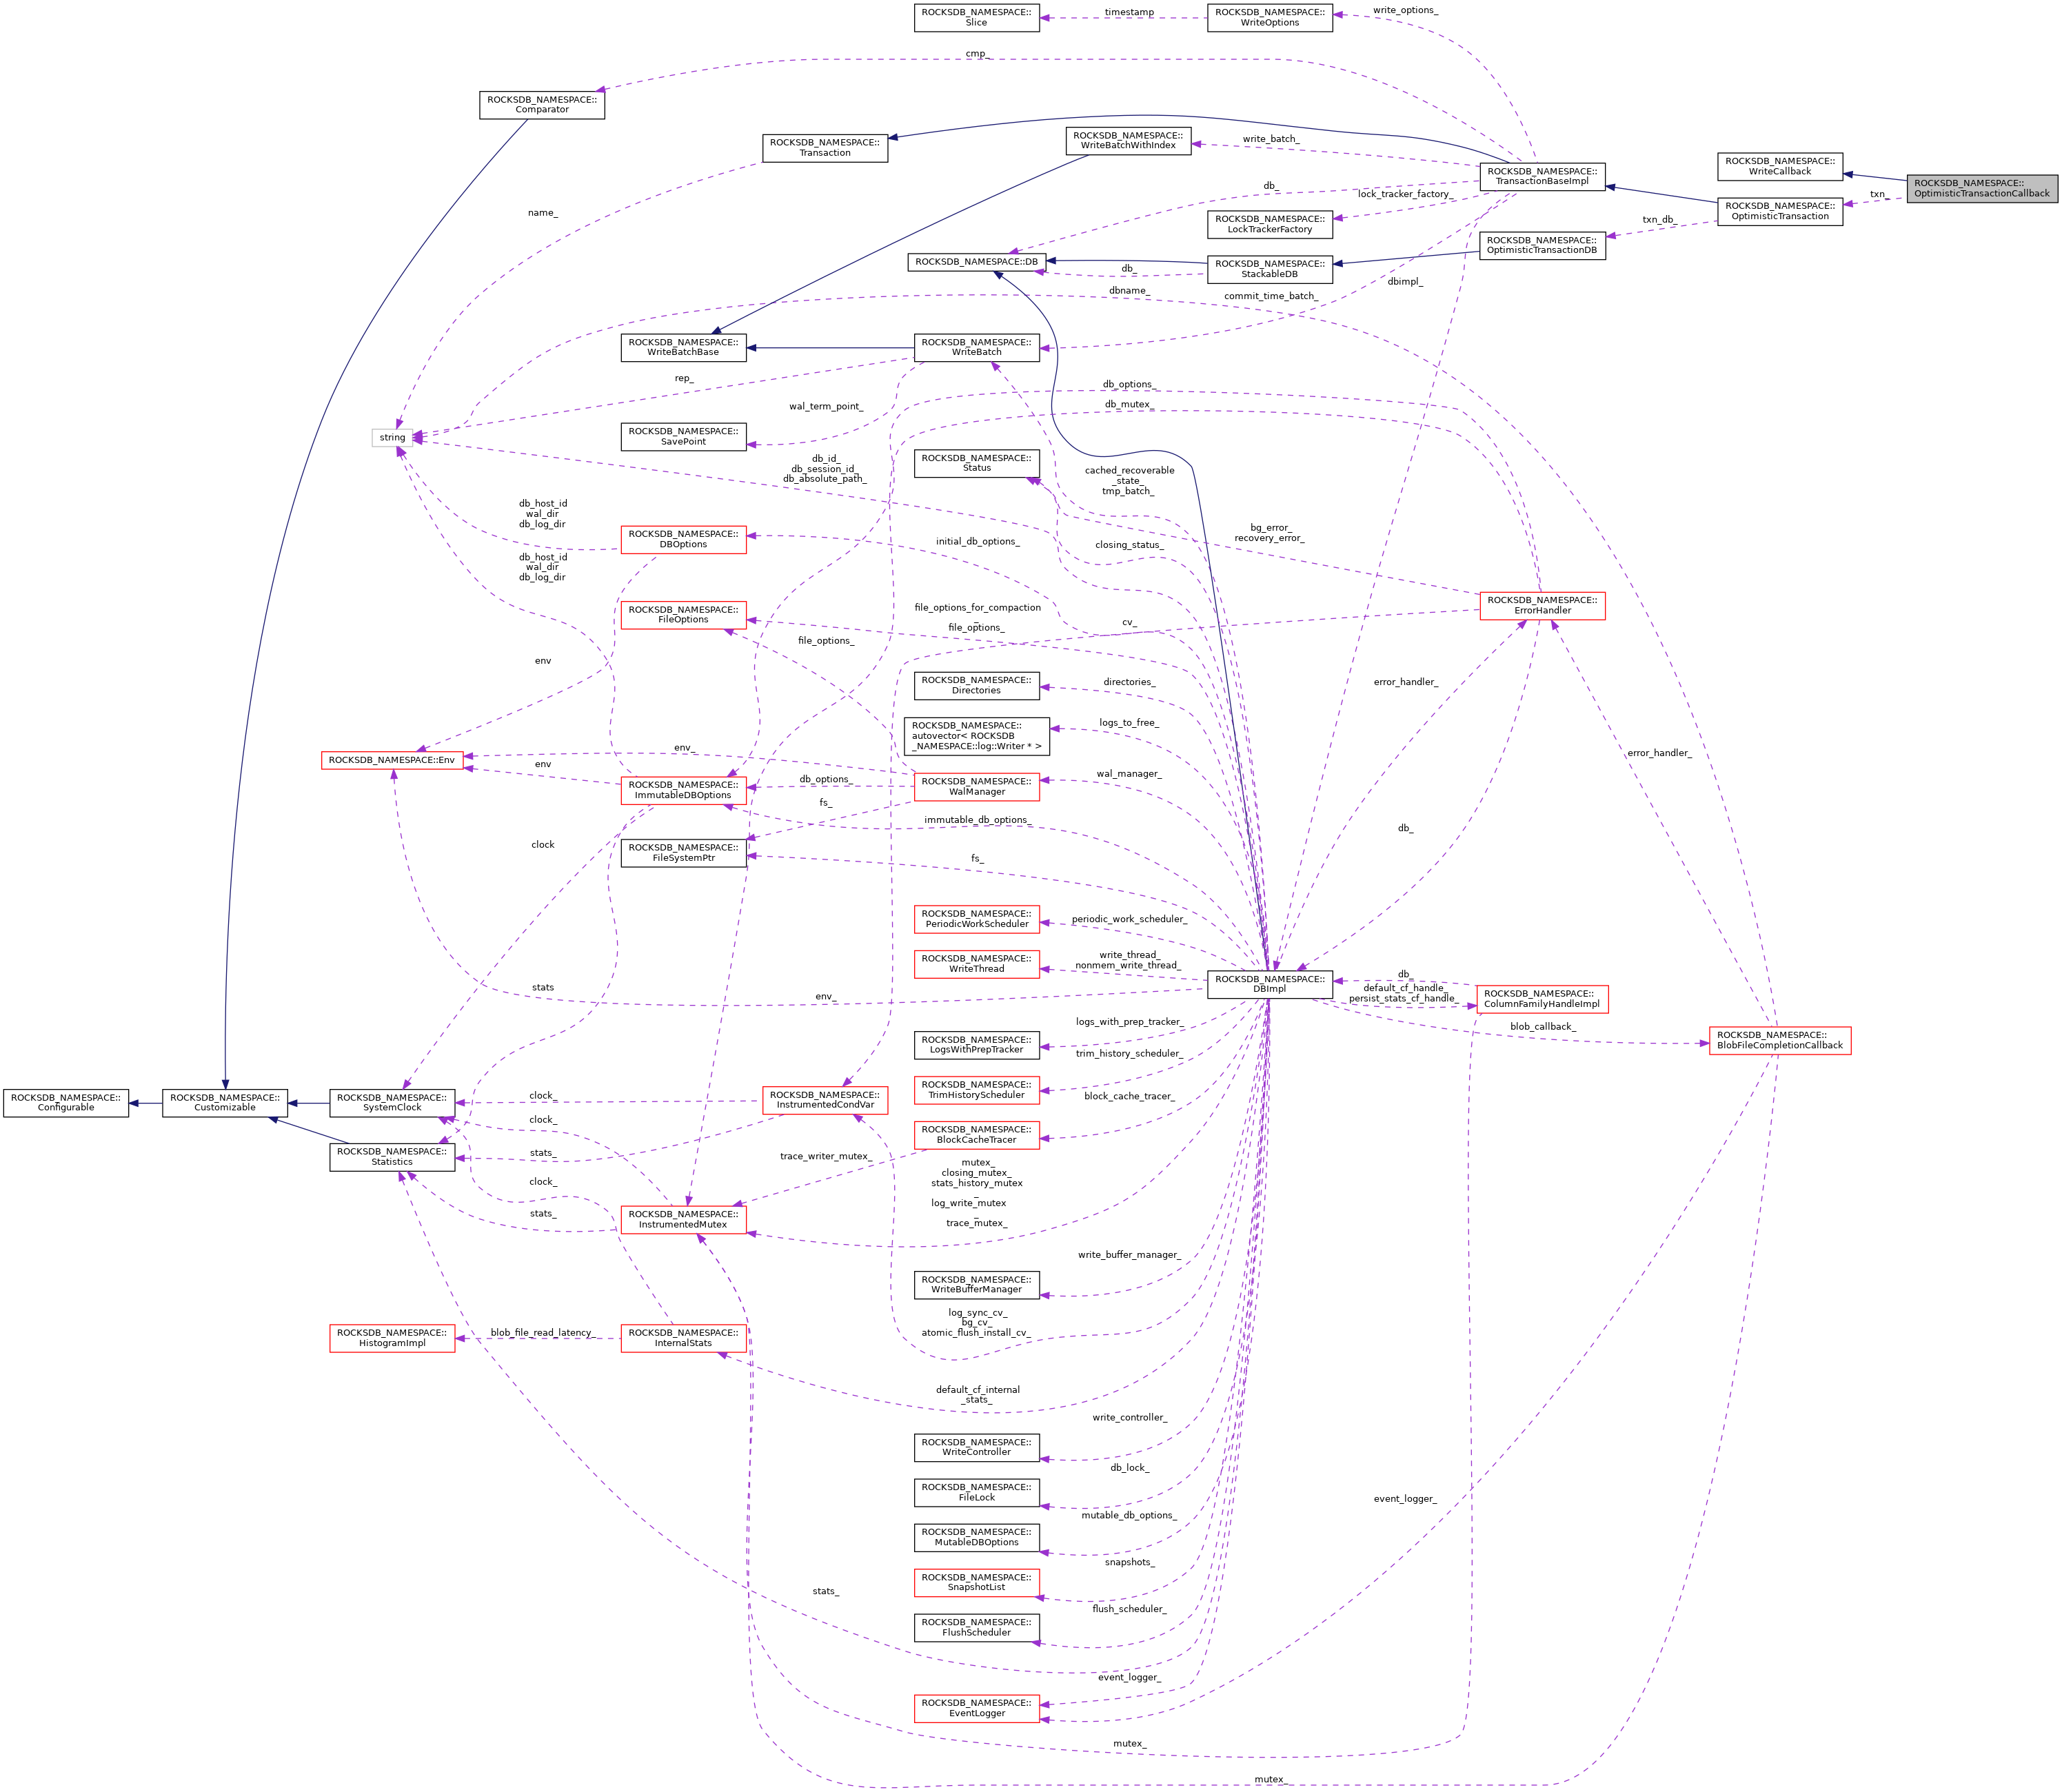 ROCKSDB_NAMESPACE::
Slice
timestamp
ROCKSDB_NAMESPACE::
WriteOptions
write_options_
cmp_
ROCKSDB_NAMESPACE::
Comparator
ROCKSDB_NAMESPACE::
Transaction
ROCKSDB_NAMESPACE::
WriteBatchWithIndex
write_batch_
ROCKSDB_NAMESPACE::
TransactionBaseImpl
ROCKSDB_NAMESPACE::
WriteCallback
ROCKSDB_NAMESPACE::
OptimisticTransactionCallback
txn_
ROCKSDB_NAMESPACE::
OptimisticTransaction
name_
db_
lock_tracker_factory_
ROCKSDB_NAMESPACE::
LockTrackerFactory
txn_db_
ROCKSDB_NAMESPACE::
OptimisticTransactionDB
ROCKSDB_NAMESPACE::DB
db_
ROCKSDB_NAMESPACE::
StackableDB
dbname_
commit_time_batch_
dbimpl_
ROCKSDB_NAMESPACE::
WriteBatchBase
ROCKSDB_NAMESPACE::
WriteBatch
rep_
db_options_
wal_term_point_
db_mutex_
string
ROCKSDB_NAMESPACE::
SavePoint
ROCKSDB_NAMESPACE::
Status
db_id_
db_session_id_
db_absolute_path_
cached_recoverable
_state_
tmp_batch_
db_host_id
wal_dir
db_log_dir
bg_error_
recovery_error_
ROCKSDB_NAMESPACE::
DBOptions
initial_db_options_
closing_status_
db_host_id
wal_dir
db_log_dir
ROCKSDB_NAMESPACE::
FileOptions
file_options_for_compaction
_
file_options_
cv_
ROCKSDB_NAMESPACE::
ErrorHandler
file_options_
env
ROCKSDB_NAMESPACE::
Directories
directories_
error_handler_
ROCKSDB_NAMESPACE::
autovector< ROCKSDB
_NAMESPACE::log::Writer * >
logs_to_free_
error_handler_
ROCKSDB_NAMESPACE::Env
env_
env
ROCKSDB_NAMESPACE::
ImmutableDBOptions
db_options_
ROCKSDB_NAMESPACE::
WalManager
wal_manager_
fs_
immutable_db_options_
db_
clock
ROCKSDB_NAMESPACE::
FileSystemPtr
fs_
ROCKSDB_NAMESPACE::
PeriodicWorkScheduler
periodic_work_scheduler_
ROCKSDB_NAMESPACE::
WriteThread
write_thread_
nonmem_write_thread_
ROCKSDB_NAMESPACE::
DBImpl
db_
default_cf_handle_
persist_stats_cf_handle_
ROCKSDB_NAMESPACE::
ColumnFamilyHandleImpl
stats
env_
logs_with_prep_tracker_
blob_callback_
ROCKSDB_NAMESPACE::
BlobFileCompletionCallback
ROCKSDB_NAMESPACE::
LogsWithPrepTracker
trim_history_scheduler_
ROCKSDB_NAMESPACE::
TrimHistoryScheduler
block_cache_tracer_
ROCKSDB_NAMESPACE::
Configurable
ROCKSDB_NAMESPACE::
Customizable
ROCKSDB_NAMESPACE::
SystemClock
clock_
ROCKSDB_NAMESPACE::
InstrumentedCondVar
clock_
ROCKSDB_NAMESPACE::
BlockCacheTracer
ROCKSDB_NAMESPACE::
Statistics
stats_
trace_writer_mutex_
mutex_
closing_mutex_
stats_history_mutex
_
log_write_mutex
_
trace_mutex_
clock_
stats_
ROCKSDB_NAMESPACE::
InstrumentedMutex
write_buffer_manager_
ROCKSDB_NAMESPACE::
WriteBufferManager
log_sync_cv_
bg_cv_
atomic_flush_install_cv_
ROCKSDB_NAMESPACE::
HistogramImpl
blob_file_read_latency_
ROCKSDB_NAMESPACE::
InternalStats
default_cf_internal
_stats_
write_controller_
ROCKSDB_NAMESPACE::
WriteController
db_lock_
ROCKSDB_NAMESPACE::
FileLock
event_logger_
mutable_db_options_
ROCKSDB_NAMESPACE::
MutableDBOptions
snapshots_
ROCKSDB_NAMESPACE::
SnapshotList
stats_
flush_scheduler_
ROCKSDB_NAMESPACE::
FlushScheduler
event_logger_
ROCKSDB_NAMESPACE::
EventLogger
mutex_
mutex_